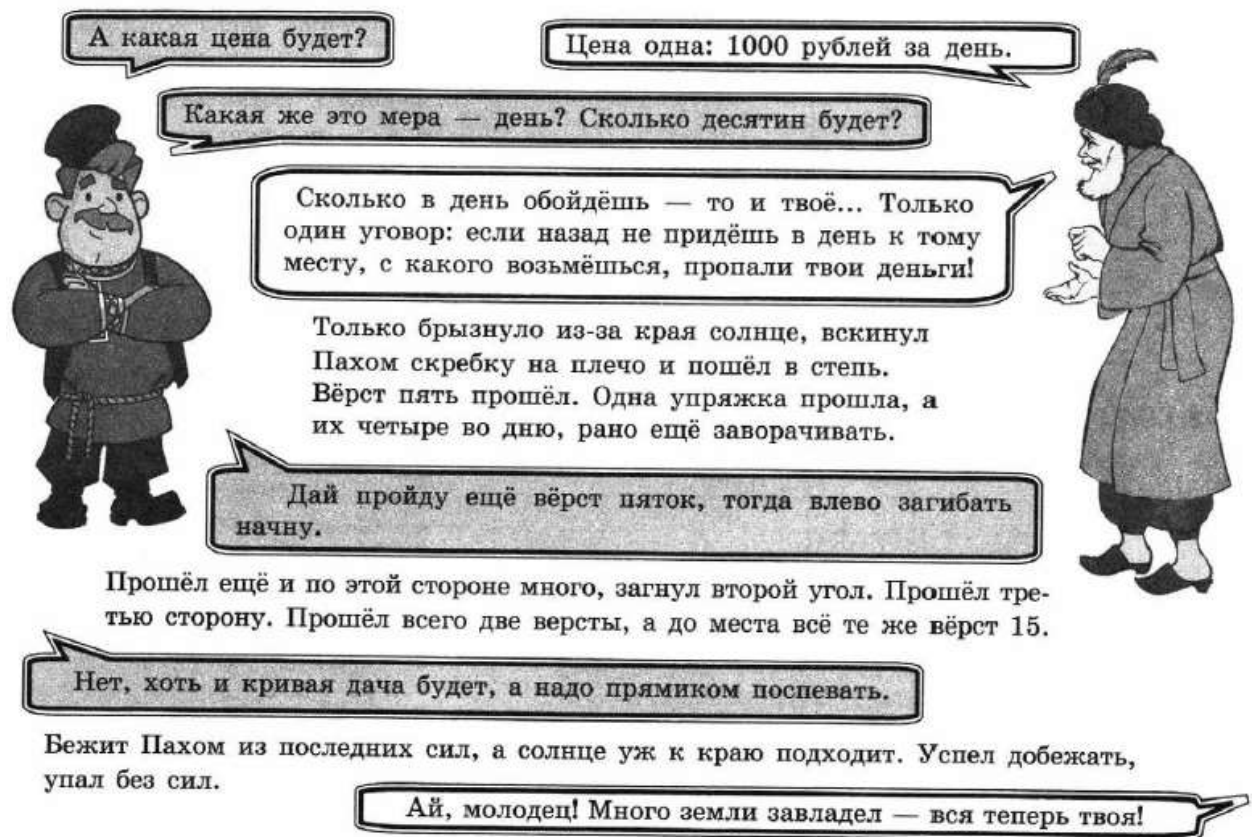 А какая цена будет?
Цена одна: 1000 рублей за день.
Какая же это мера — день? Сколько десятин будет?
Сколько в день обойдёшь — то и твоё... Только
один уговор: если назад не придёшь в день к тому
месту, с какого возьмёшься, пропали твои деньги!
Только брызнуло из-за края солнце, вскинул
Пахом скребку на плечо и пошёл в степь.
Вёрст пять прошёл. Одна упряжка прошла, а
их четыре во дню, рано ещё заворачивать.
Дай пройду ещё вёрст пяток, тогда влево загибать
начну.
Прошёл ещё и по этой стороне много, загнул второй угол. Прошёл тре-
тью сторону. Прошёл всего две версты, а до места всё те же вёрст 15.
Нет, хоть и кривая дача будет, а надо прямиком поспевать.
Бежит Пахом из последних сил, а солнце уж к краю подходит. Успел добежать,
упал без сил.
Ай, молодец! Много земли завладел — вся теперь твоя!